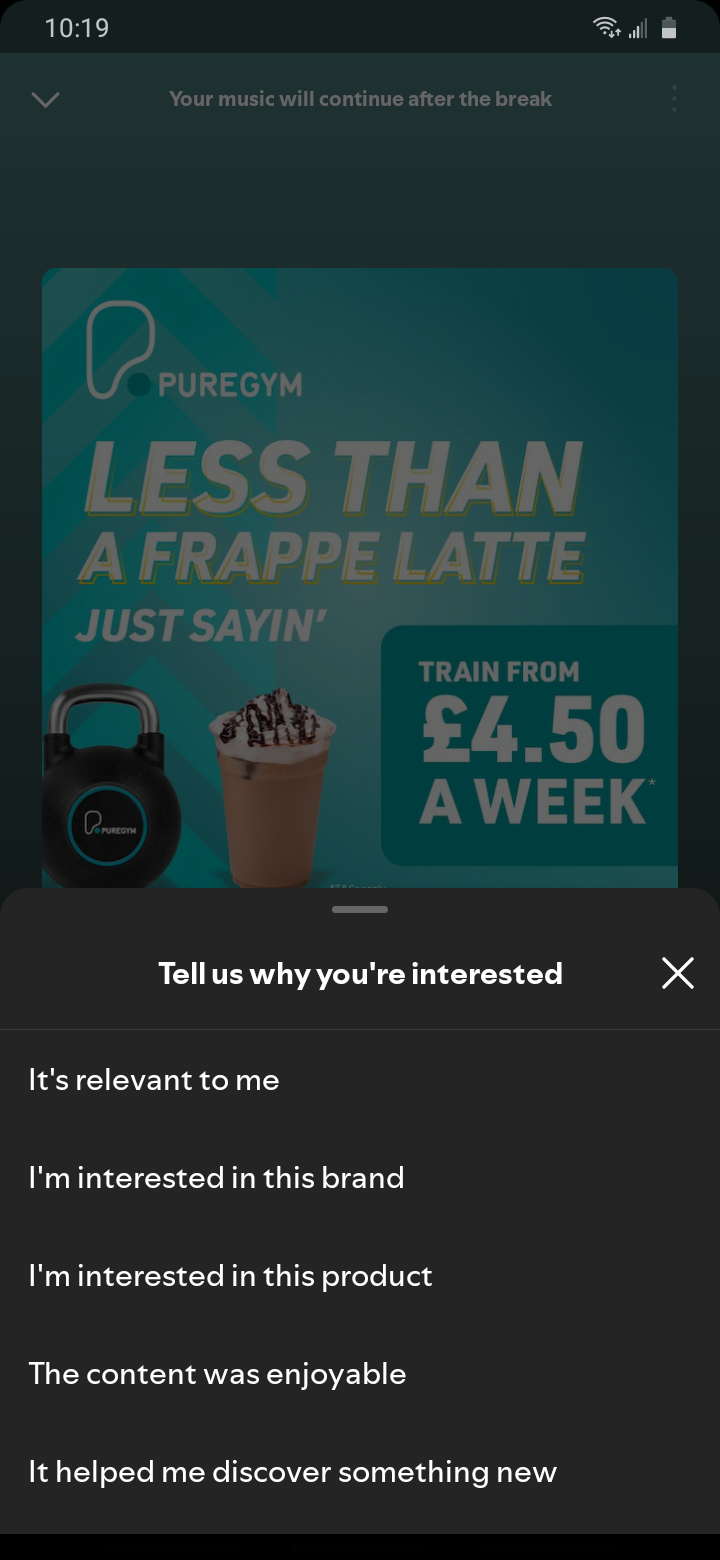 10:19
Your music will continue after the break
PUREGYM
LESS THAN
A FRAPPE LATTE
JUST SAYIN'
TRAIN FROM
£4.50
A WEEK*
PUREGYM
Tell us why you're interested
It's relevant to me
I'm interested in this brand
I'm interested in this product
The content was enjoyable
It helped me discover something new